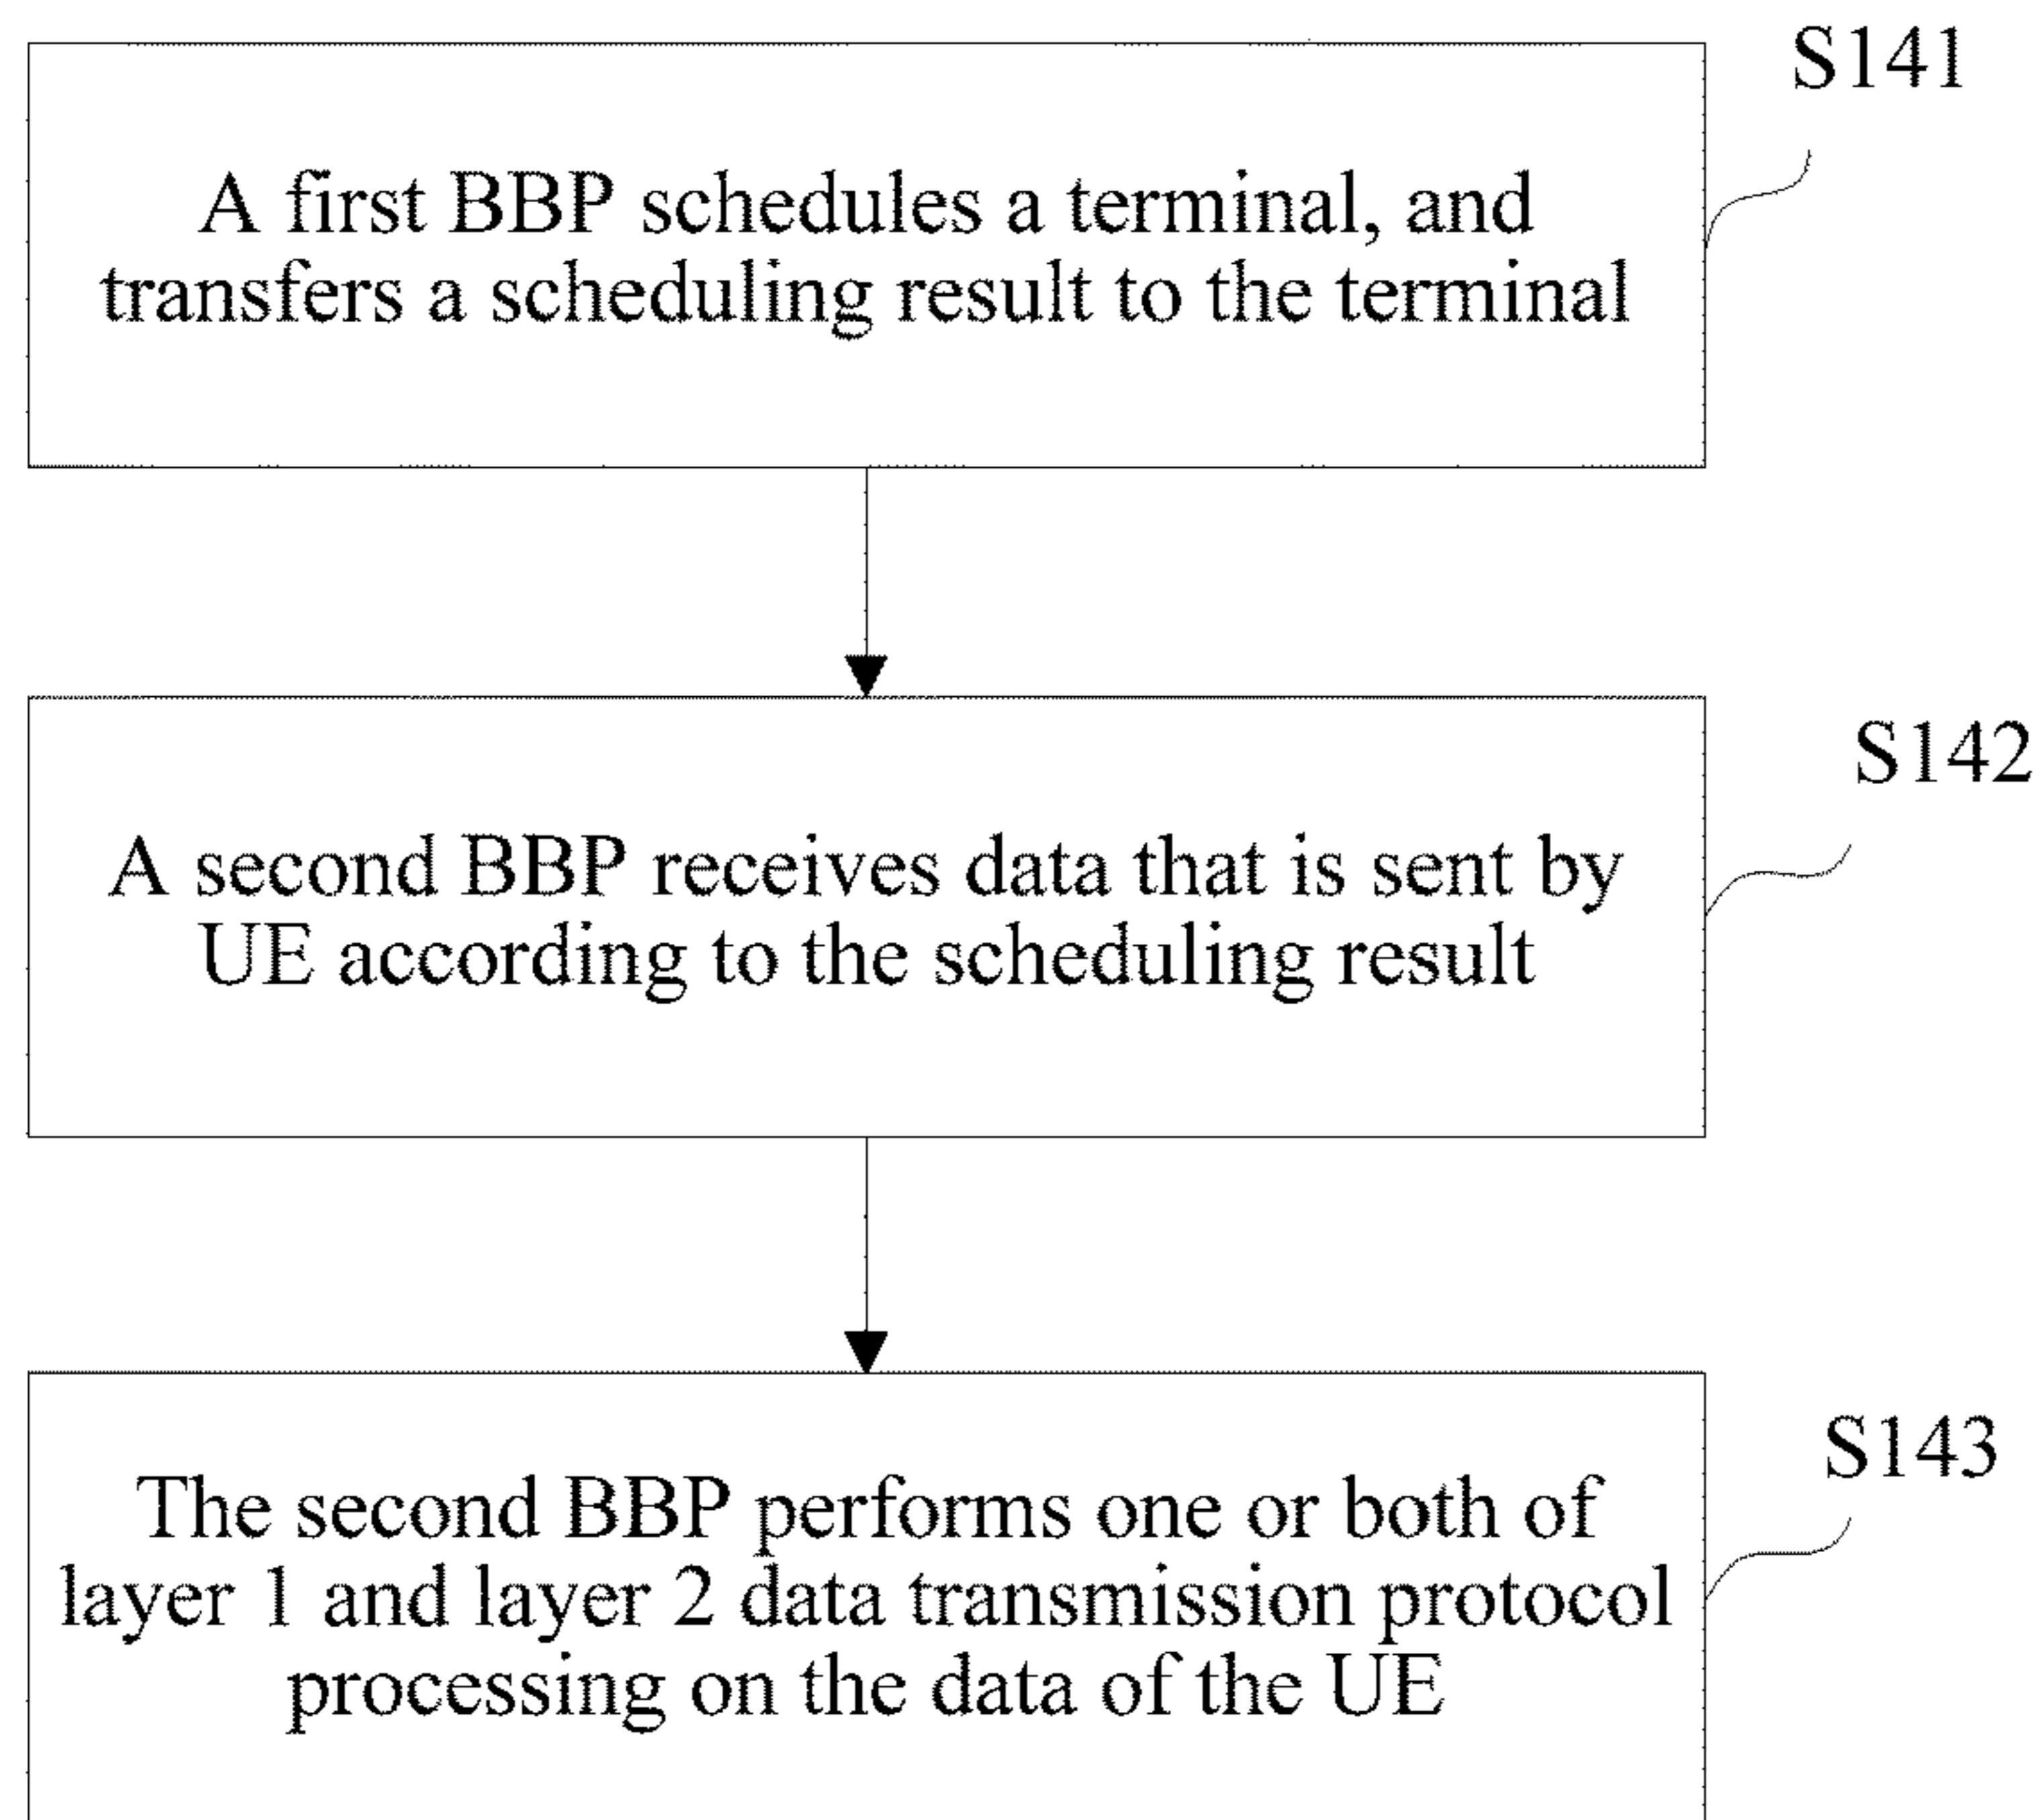 S141
A first BBP schedules a terminal, and
transfers a scheduling result to the terminal
S142
A second BBP receives data that is sent by
UE according to the scheduling result
S143
The second BBP performs one or both of
layer 1 and layer 2 data transmission protocol
processing on the data of the UE